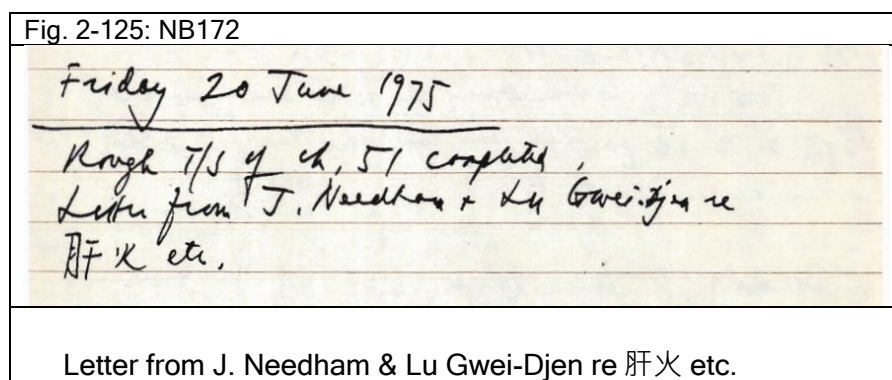 Fig. 2-125: NB172
Friday 20 June 1975
Rough T/S of ch. 51 completed.
Letter from J. Needham + Lu Gwei-Djen re
肝火 etc.
Letter from J. Needham & Lu Gwei-Djen re 肝火 etc.